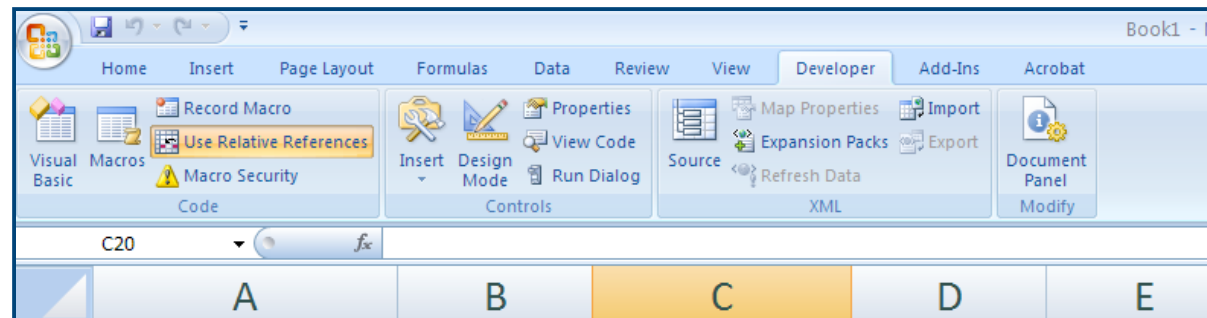 Book1 -
Home Insert Page Layout Formulas Data Review View Developer Add-Ins Acrobat
Visual Basic
Macros
Record Macro
Use Relative References
Macro Security
Code
Insert
Design Mode
Properties
View Code
Run Dialog
Controls
Source
Map Properties
Expansion Packs
Refresh Data
Import
Export
XML
Document Panel
Modify
C20 fx
A B C D E